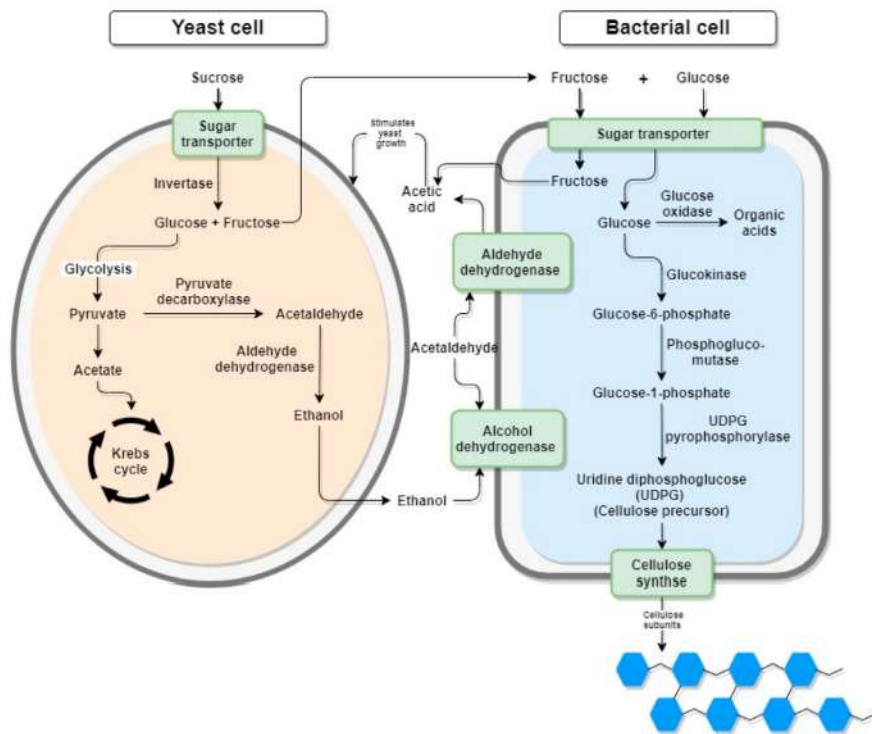 Yeast cell
Bacterial cell
Sucrose
Fructose + Glucose
Sugar
transporter
Stimulates
yeast
growth
Sugar transporter
Invertase
Fructose
Acetic
acid
Glucose
oxidase
Glucose + Fructose
Glucose
Organic
acids
Glycolysis
Aldehyde
dehydrogenase
Glucokinase
Pyruvate
decarboxylase
Pyruvate
Acetaldehyde
Glucose-6-phosphate
Aldehyde
dehydrogenase
Acetaldehyde
Phosphogluco-
mutase
Acetate
Glucose-1-phosphate
Ethanol
Alcohol
dehydrogenase
UDPG
pyrophosphorylase
Krebs
cycle
Ethanol
Uridine diphosphoglucose
(UDPG)
(Cellulose precursor)
Cellulose
synthse
Cellulose
subunits